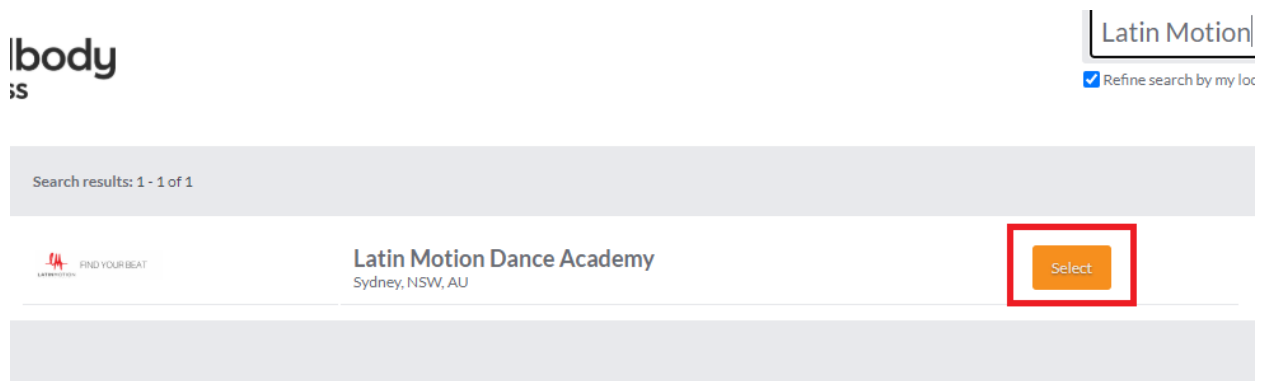 lbody
ss
Latin Motion
Refine search by my loc
Search results: 1 - 1 of 1
FIND YOUR BEAT
LATINMOTION
Latin Motion Dance Academy
Sydney, NSW, AU
Select